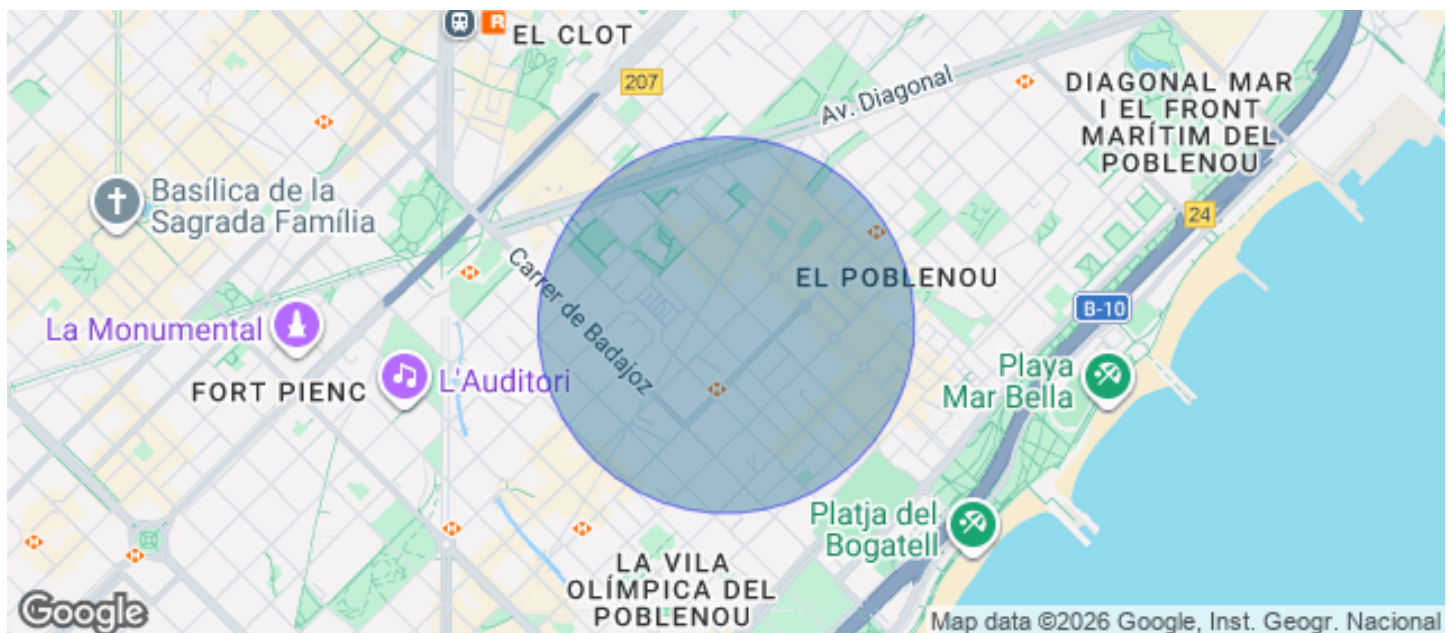 R
EL CLOT
207
Av. Diagonal
DIAGONAL MAR
I EL FRONT
MARÍTIM DEL
POBLENOU
Basílica de la
Sagrada Família
24
Carrer de Badajoz
EL POBLENOU
B-10
La Monumental
L'Auditori
FORT PIENC
Playa
Mar Bella
Platja del
Bogatell
LA VILA
OLÍMPICA DEL
POBLENOU
Google
Map data ©2026 Google, Inst. Geogr. Nacional